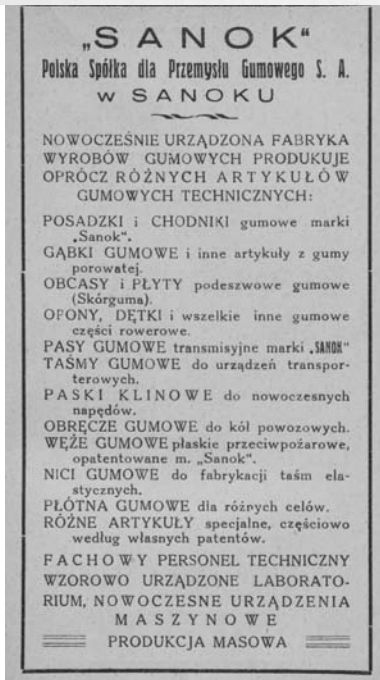 „SANOK“
Polska Spółka dla Przemysłu Gumowego S. A.
w SANOKU
NOWOCZEŚNIE URZĄDZONA FABRYKA
WYROBÓW GUMOWYCH PRODUKUJE
OPRÓCZ RÓŻNYCH ARTYKUŁÓW
GUMOWYCH TECHNICZNYCH:
POSADZKI i CHODNIKI gumowe marki
„Sanok“.
GĄBKI GUMOWE i inne artykuły z gumy
porowatej.
OBCASY i PŁYTY podeszwowe gumowe
(Skórguma).
OPONY, DĘTKI i wszelkie inne gumowe
części rowerowe.
PASY GUMOWE transmisyjne marki „SANOK“
TAŚMY GUMOWE do urządzeń transpor-
terowych.
PASKI KLINOWE do nowoczesnych
napędów.
OBRĘCZE GUMOWE do kół powozowych.
WĘŻE GUMOWE płaskie przeciwpożarowe,
opatentowane m. „Sanok“.
NICI GUMOWE do fabrykacji taśm ela-
stycznych.
PŁÓTNA GUMOWE dla różnych celów.
RÓŻNE ARTYKUŁY specjalne, częściowo
według własnych patentów.
FACHOWY PERSONEL TECHNICZNY
WZOROWO URZĄDZONE LABORATO-
RIUM, NOWOCZESNE URZĄDZENIA
MASZYNOWE
PRODUKCJA MASOWA